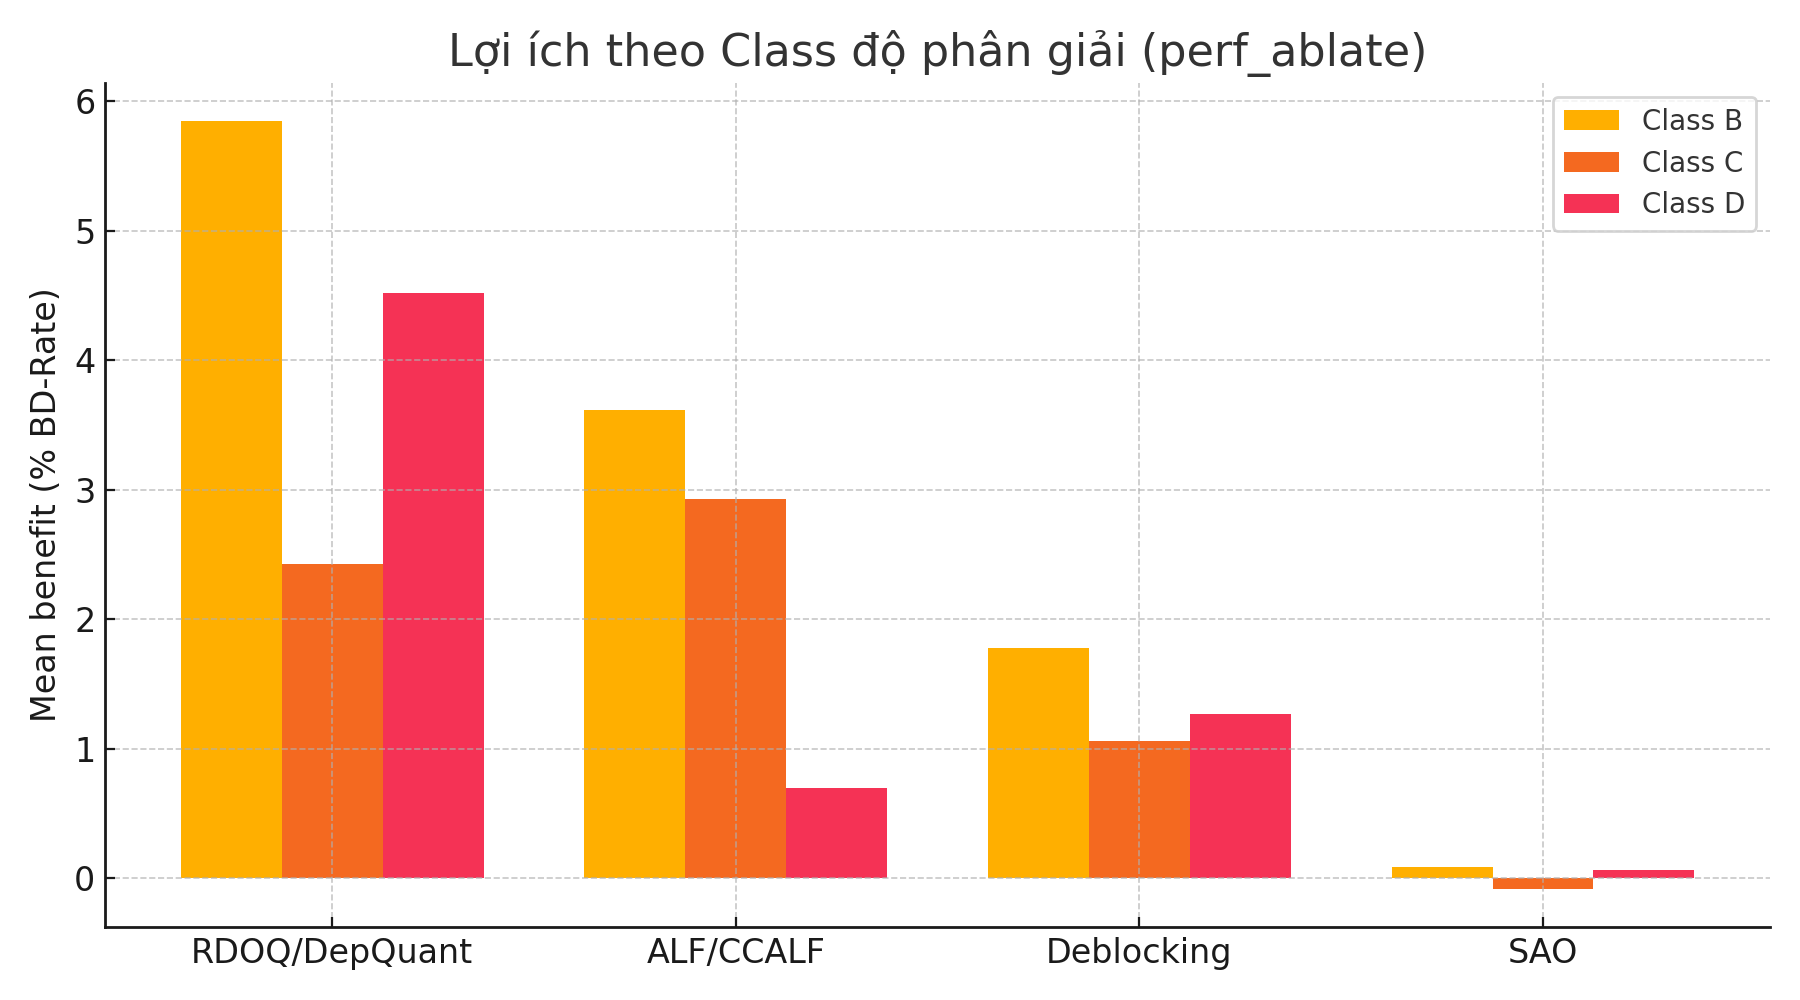 Lợi ích theo Class độ phân giải (perf_ablate)
Mean benefit (% BD-Rate)
6
5
4
3
2
1
0
Class B
Class C
Class D
RDOQ/DepQuant
ALF/CCALF
Deblocking
SAO